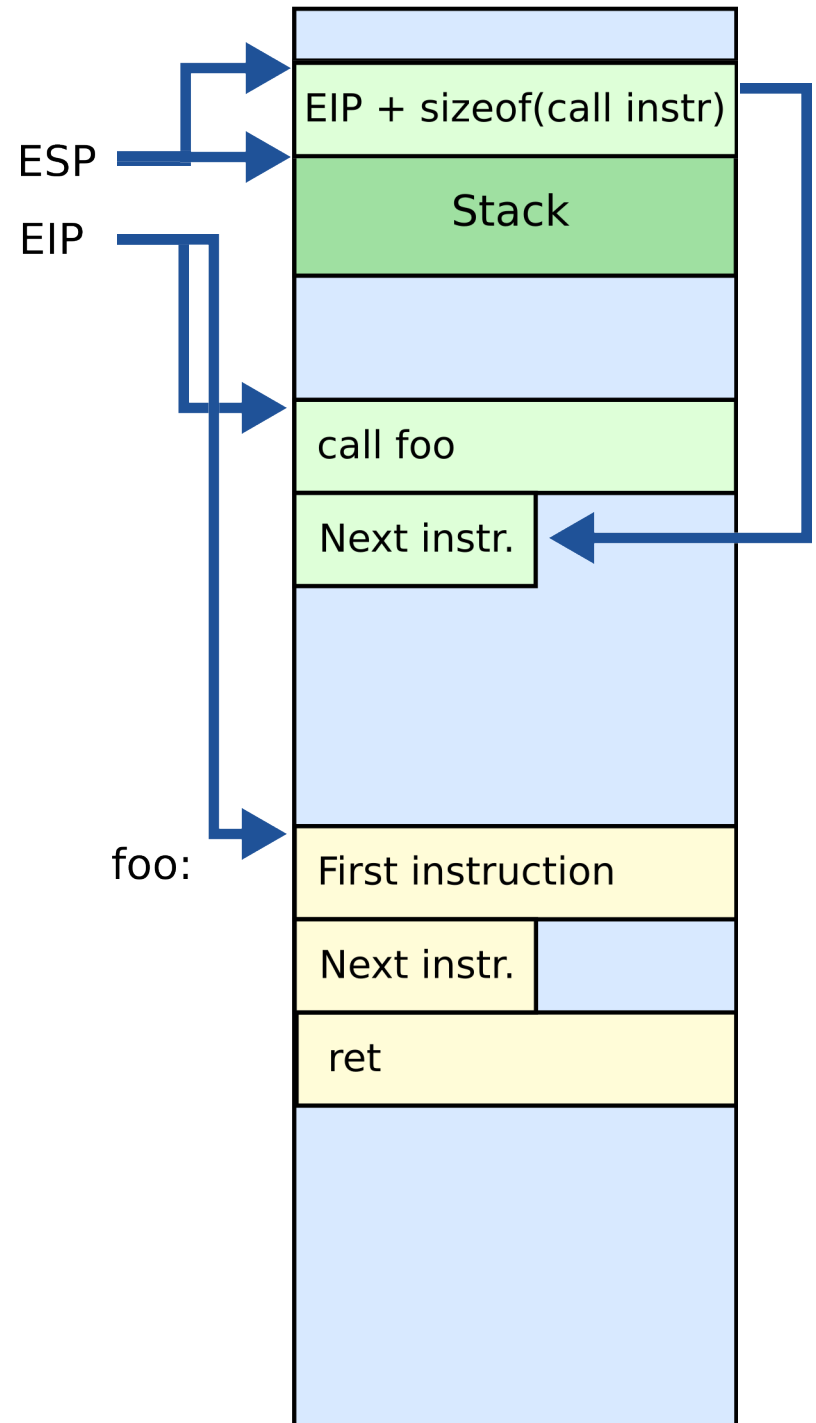 EIP + sizeof(call instr)
ESP
Stack
EIP
call foo
Next instr.
foo:
First instruction
Next instr.
ret